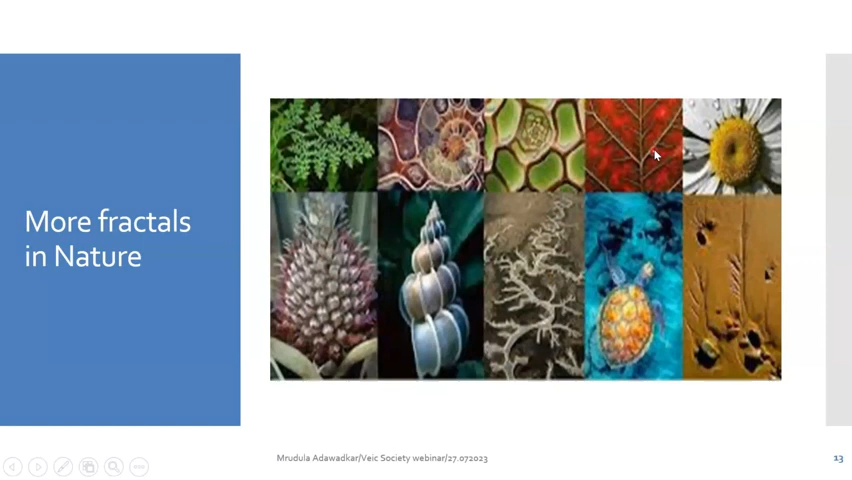 More fractals
in Nature
Mrudula Adawadkar/Veic Society webinar/27.072023
13